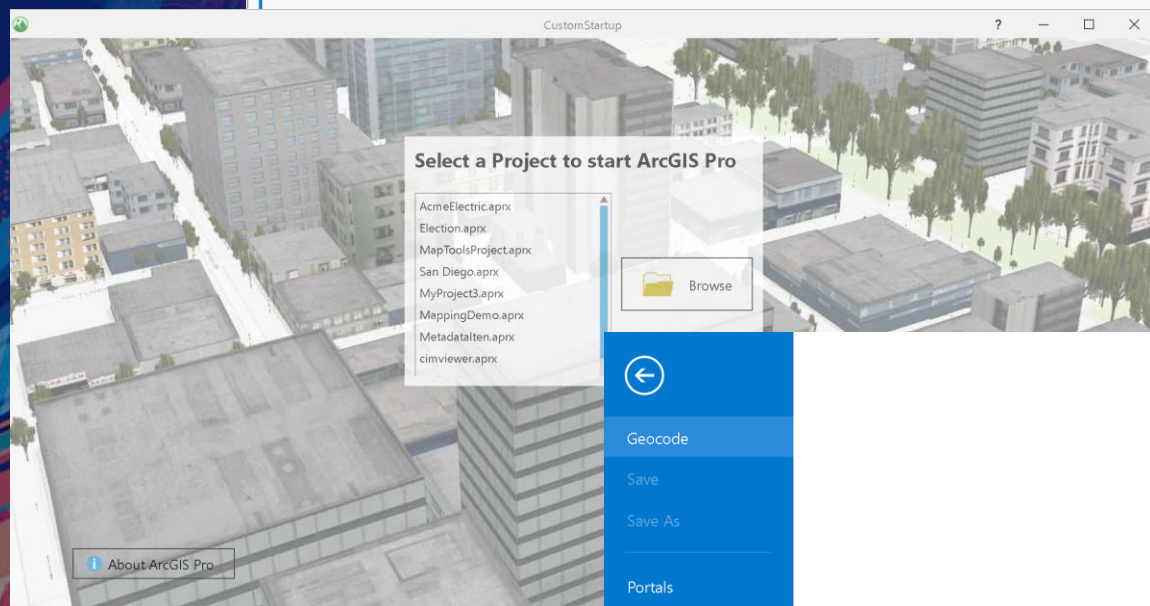 CustomStartup
?
Select a Project to start ArcGIS Pro
AcmeElectric.aprx
Election.aprx
MapToolsProject.aprx
San Diego.aprx
MyProject3.aprx
MappingDemo.aprx
MetadataIten.aprx
cimviewer.aprx
Browse
Geocode
Save
Save As
Portals
About ArcGIS Pro